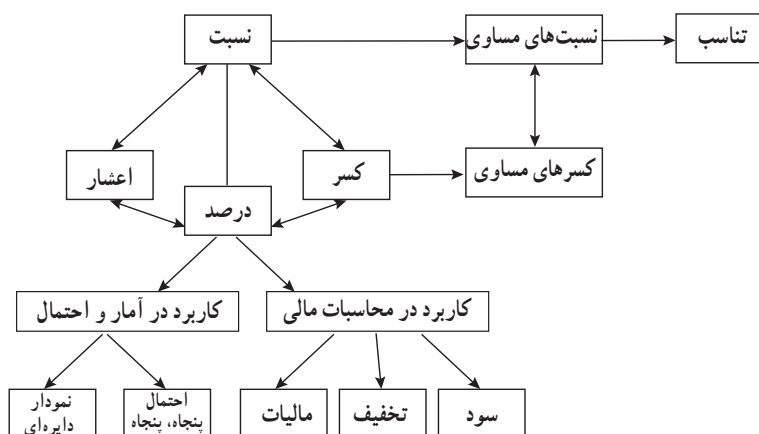 نسبت
نسبت‌های مساوی
تناسب
اعشار
کسر
کسرهای مساوی
درصد
کاربرد در آمار و احتمال
کاربرد در محاسبات مالی
نمودار
دایره‌ای
احتمال
پنجاه، پنجاه
مالیات
تخفیف
سود